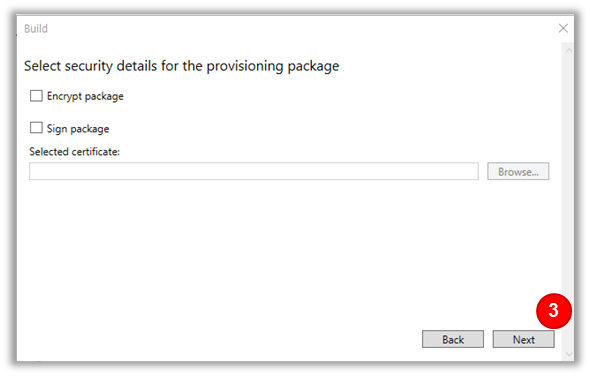 Build
Select security details for the provisioning package
Encrypt package
Sign package
Selected certificate:
Browse...
3
Back Next